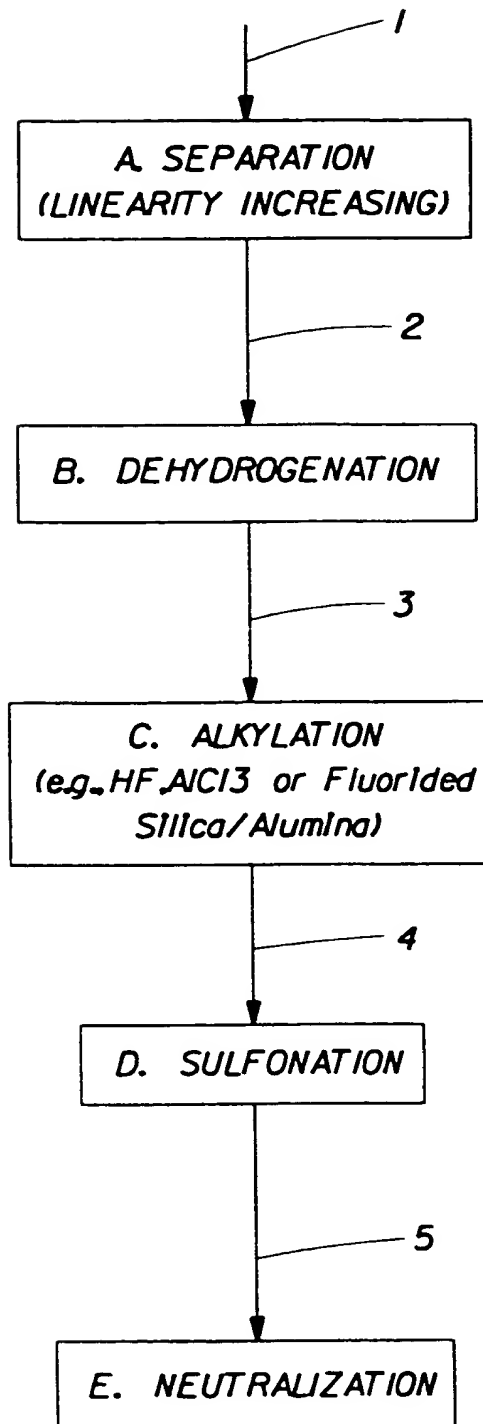 1
A. SEPARATION
(LINEARITY INCREASING)
2
B. DEHYDROGENATION
3
C. ALKYLATION
(e.g., HF, AlCl3 or Fluorided
Silica/Alumina)
4
D. SULFONATION
5
E. NEUTRALIZATION